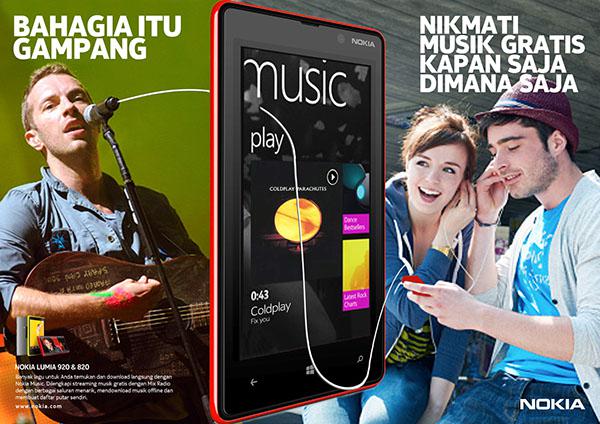 BAHAGIA ITU
GAMPANG
NOKIA LUMIA 920 & 820
Banyak lagu untuk Anda temukan dan download langsung dengan
Nokia Music. Dilengkapi streaming musik gratis dengan Mix Radio
dengan berbagai saluran menarik, mendownload musik offline dan
membuat daftar putar sendiri.
www.nokia.com
NOKIA
music
play
COLDPLAY PARACHUTES
Dance
Bestsellers
Latest Rock
Charts
0:43
Coldplay
Fix you
NIKMATI
MUSIK GRATIS
KAPAN SAJA
DIMANA SAJA
NOKIA